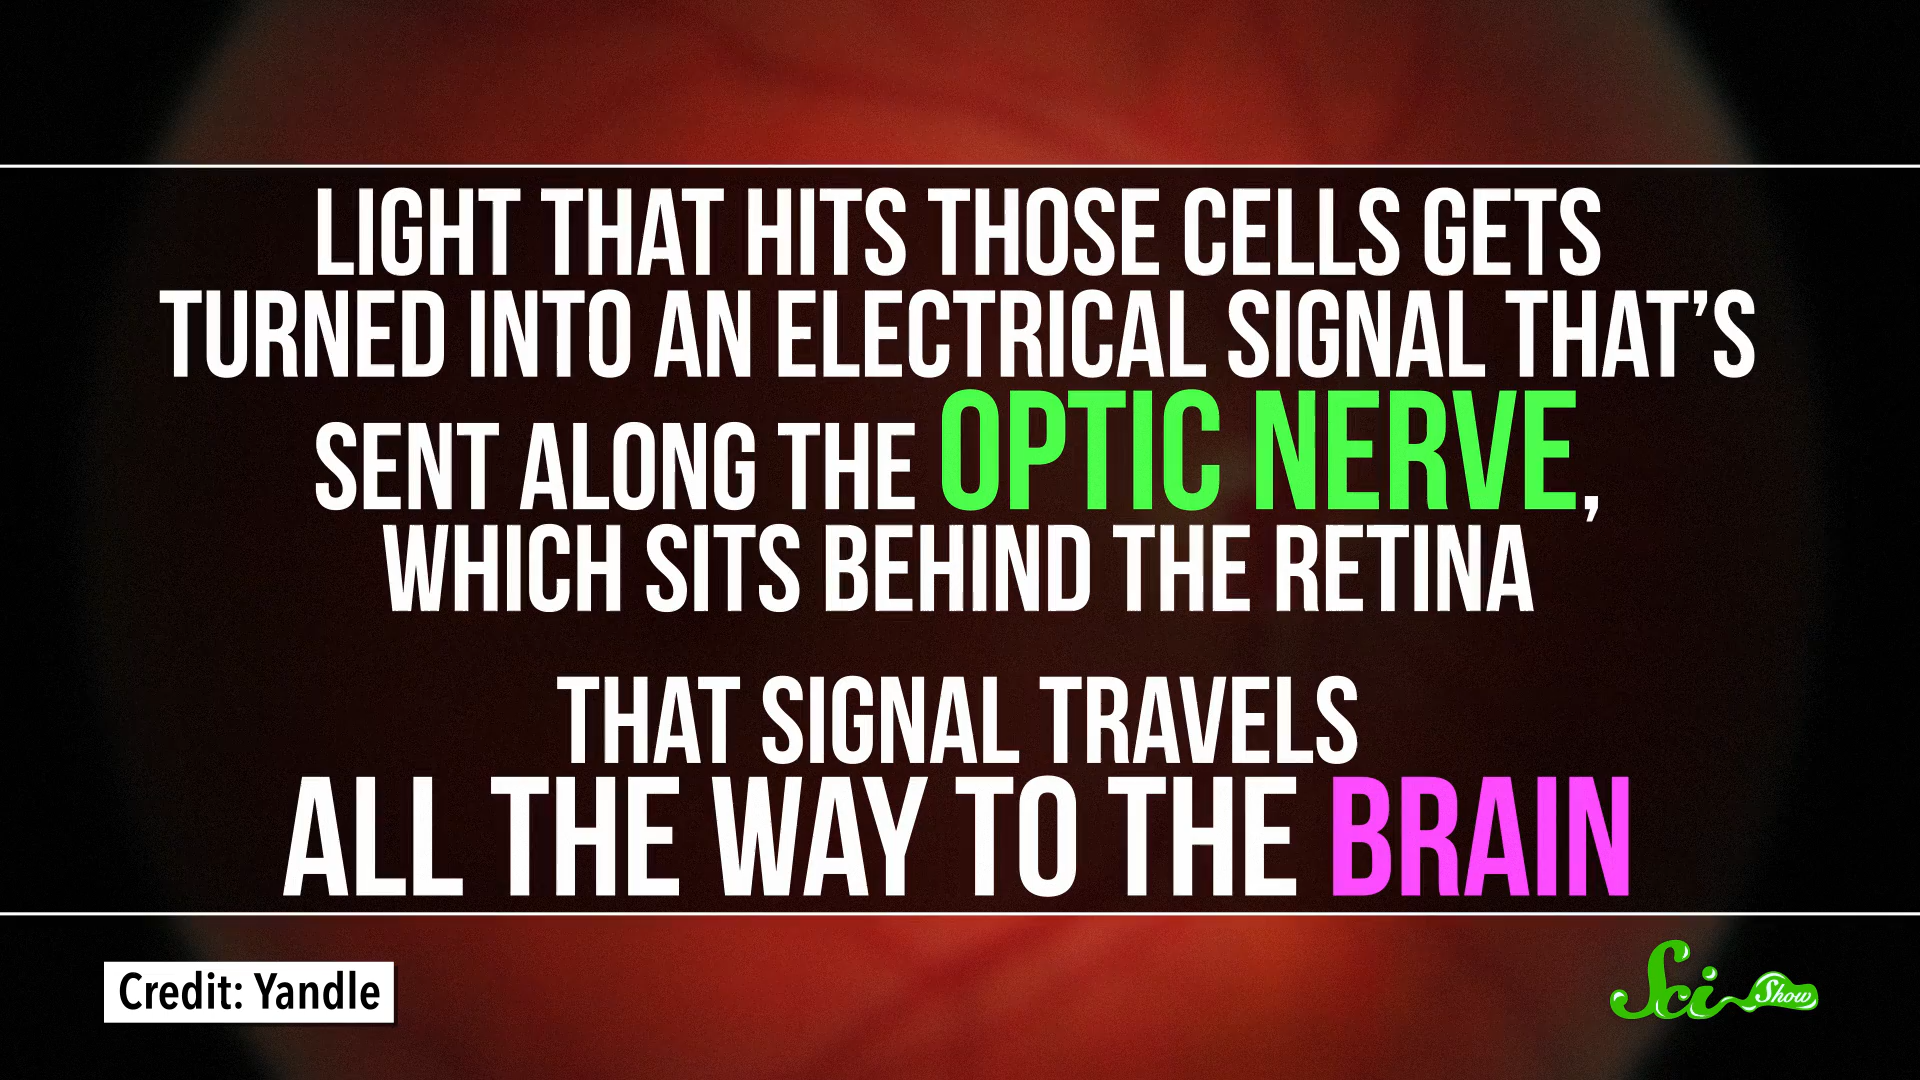 LIGHT THAT HITS THOSE CELLS GETS
TURNED INTO AN ELECTRICAL SIGNAL THAT’S
SENT ALONG THE OPTIC NERVE,
WHICH SITS BEHIND THE RETINA
THAT SIGNAL TRAVELS
ALL THE WAY TO THE BRAIN
Credit: Yandle
Sci Show